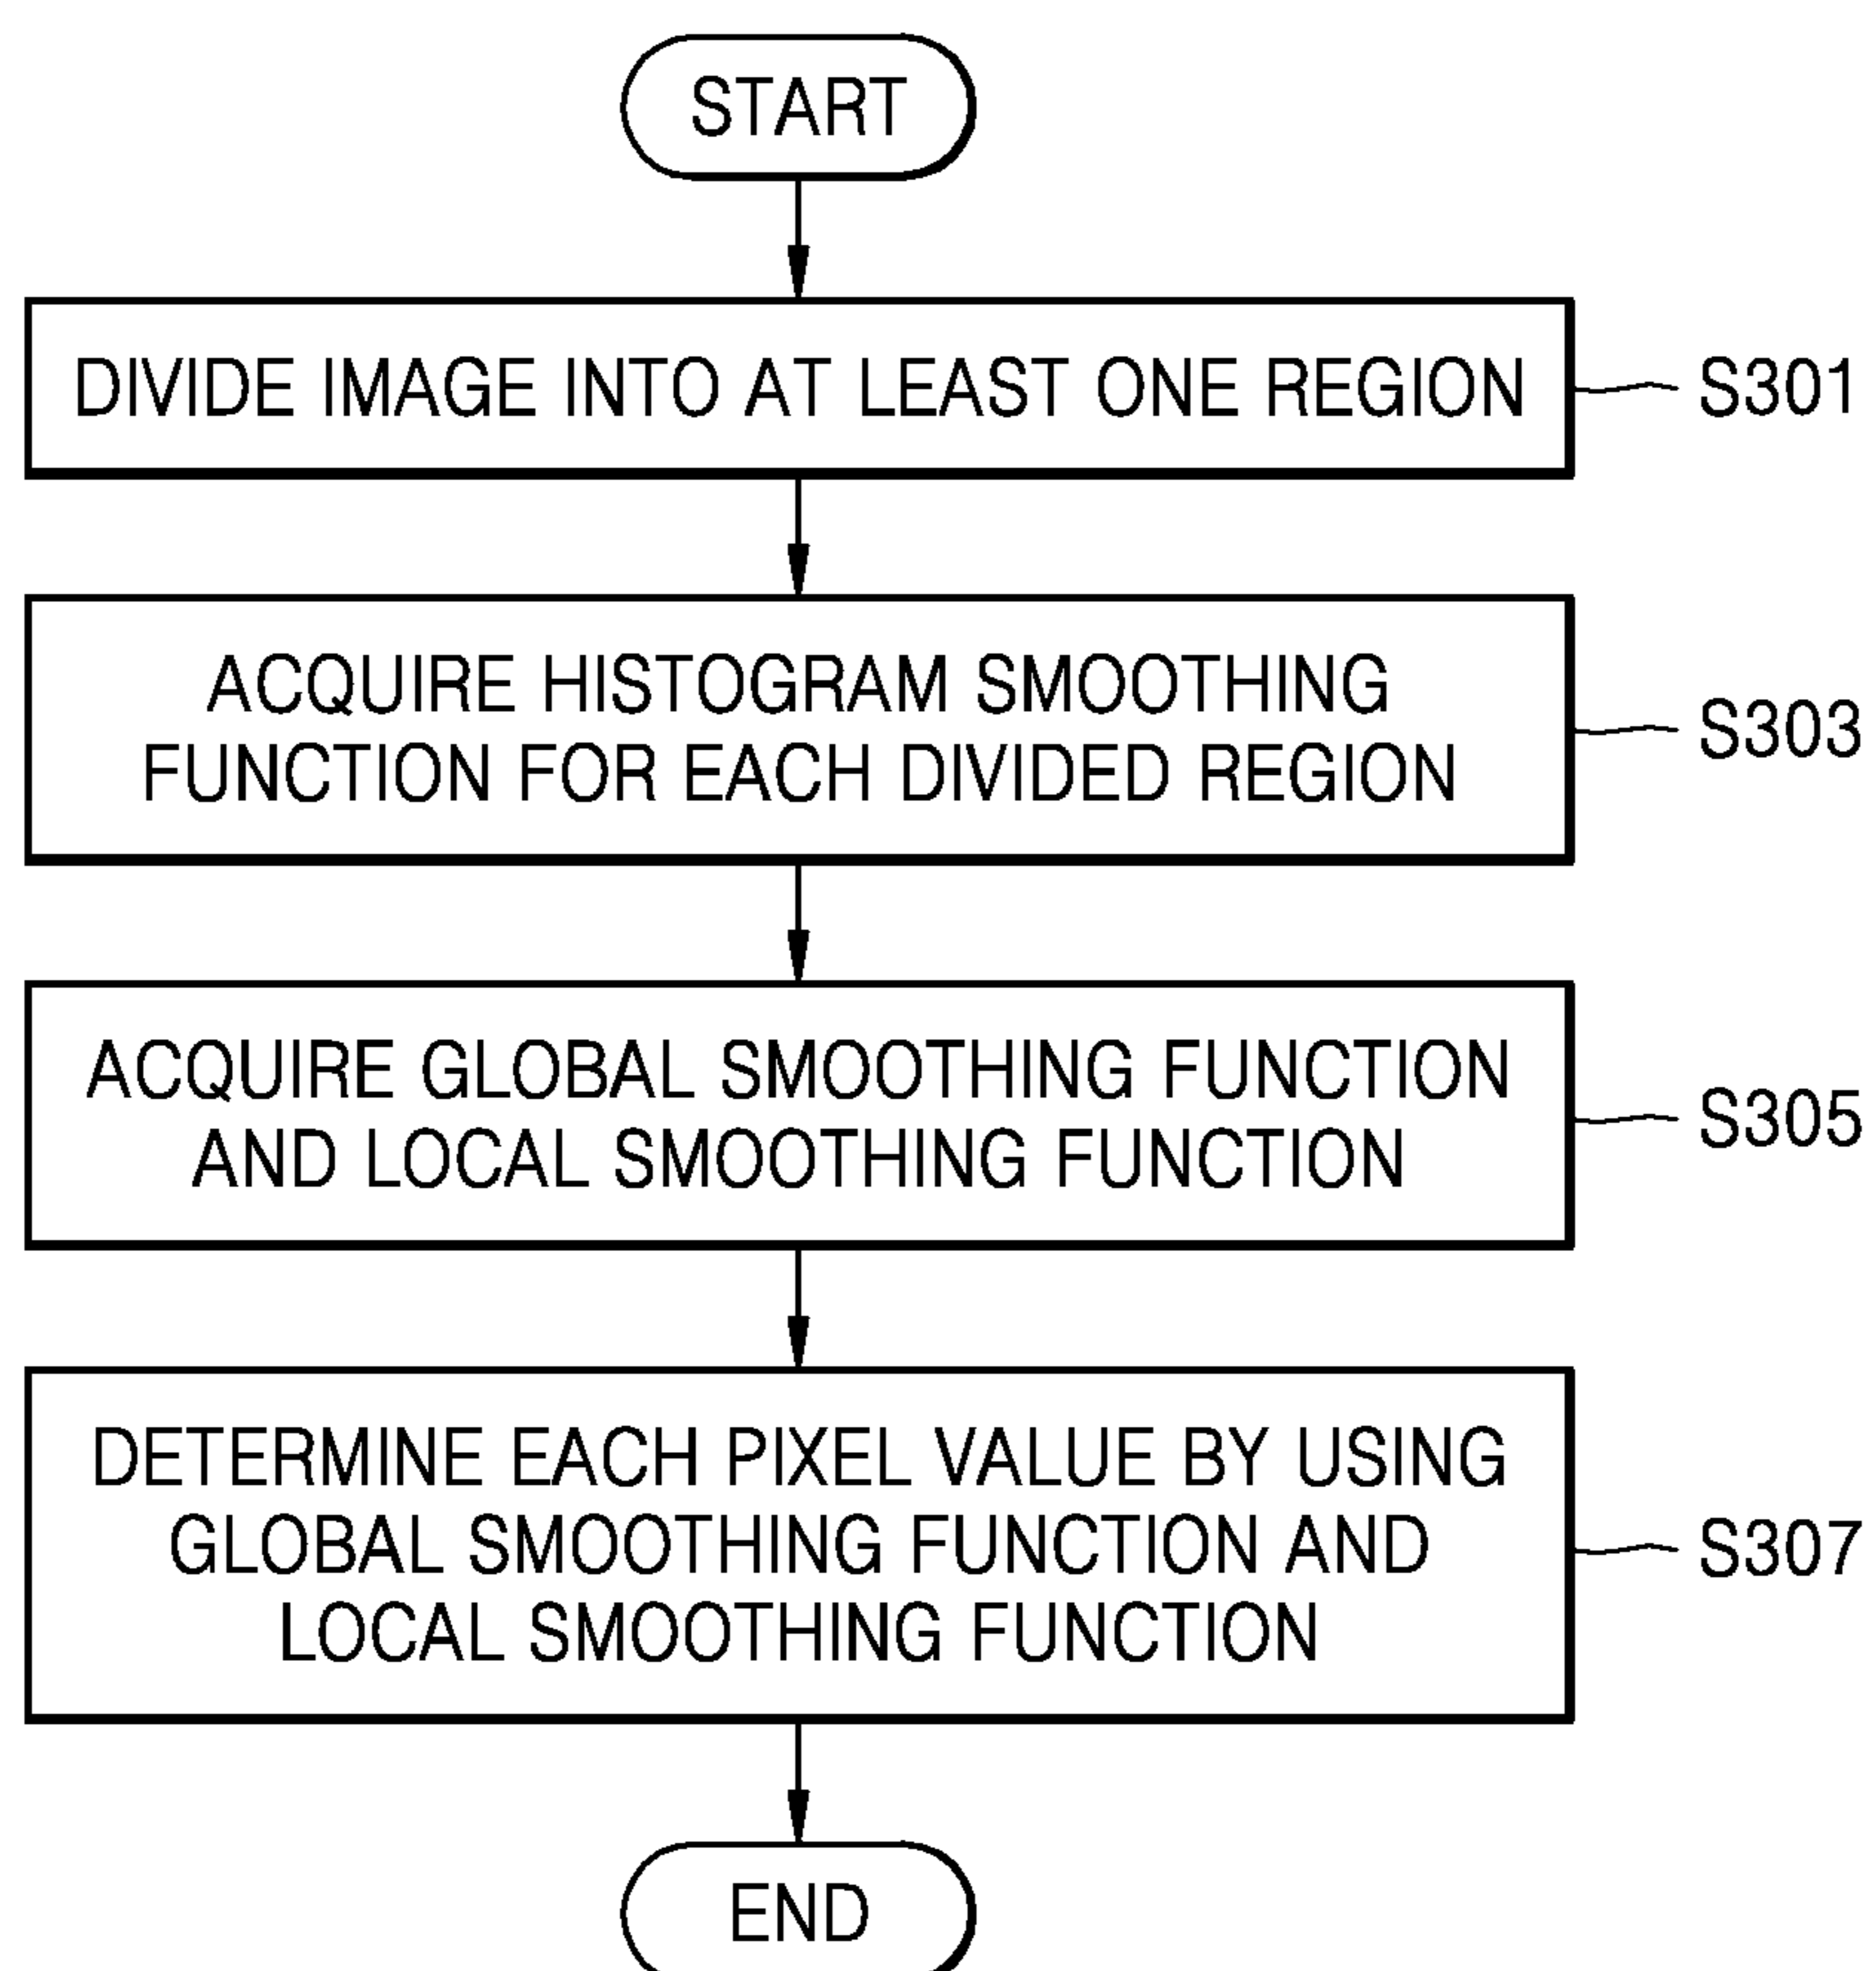 START
DIVIDE IMAGE INTO AT LEAST ONE REGION
S301
ACQUIRE HISTOGRAM SMOOTHING
FUNCTION FOR EACH DIVIDED REGION
S303
ACQUIRE GLOBAL SMOOTHING FUNCTION
AND LOCAL SMOOTHING FUNCTION
S305
DETERMINE EACH PIXEL VALUE BY USING
GLOBAL SMOOTHING FUNCTION AND
LOCAL SMOOTHING FUNCTION
S307
END